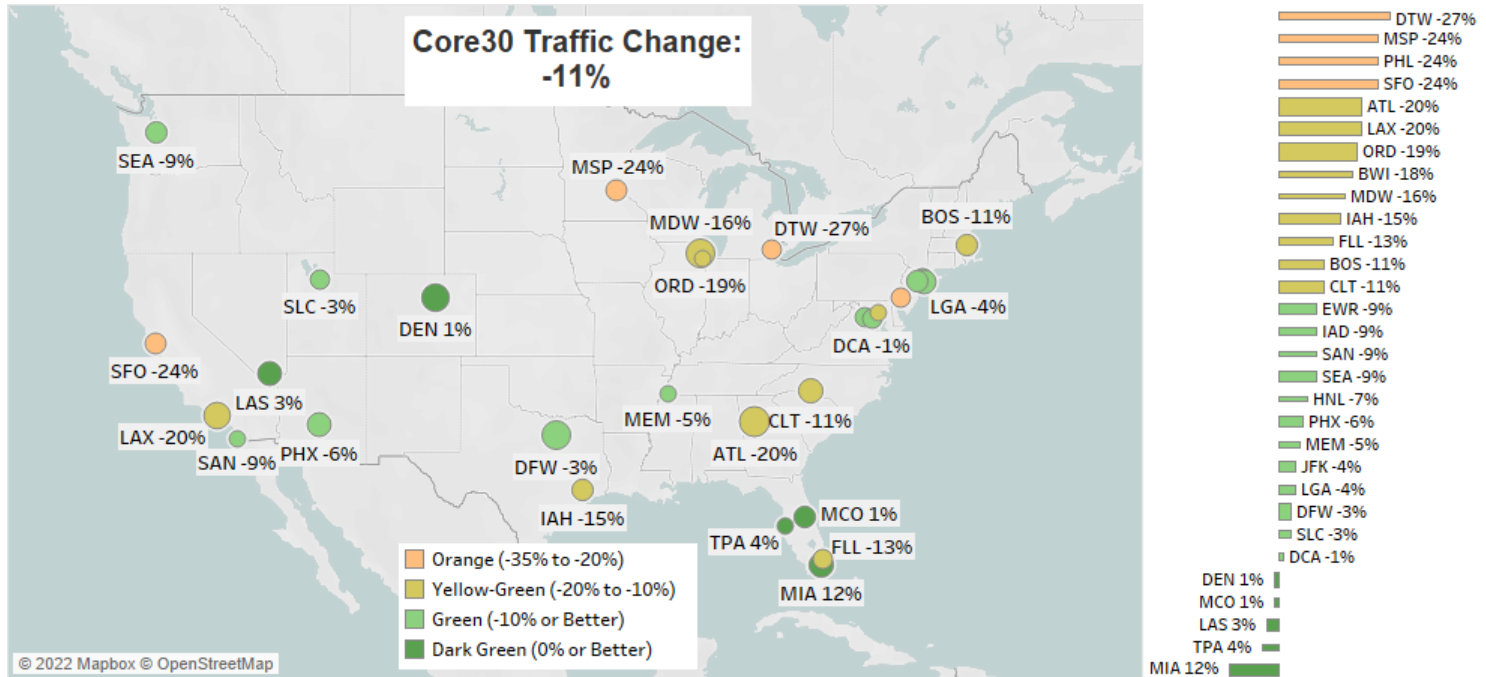 Core30 Traffic Change:
-11%
SEA -9%
MSP -24%
MDW -16%
DTW -27%
BOS -11%
ORD -19%
SLC -3%
DEN 1%
LGA -4%
DCA -1%
SFO -24%
LAS 3%
MEM -5%
CLT -11%
LAX -20%
SAN -9%
PHX -6%
ATL -20%
DFW -3%
IAH -15%
MCO 1%
TPA 4%
FLL -13%
MIA 12%
Orange (-35% to -20%)
Yellow-Green (-20% to -10%)
Green (-10% or Better)
Dark Green (0% or Better)
© 2022 Mapbox © OpenStreetMap
DTW -27%
MSP -24%
PHL -24%
SFO -24%
ATL -20%
LAX -20%
ORD -19%
BWI -18%
MDW -16%
IAH -15%
FLL -13%
BOS -11%
CLT -11%
EWR -9%
IAD -9%
SAN -9%
SEA -9%
HNL -7%
PHX -6%
MEM -5%
JFK -4%
LGA -4%
DFW -3%
SLC -3%
DCA -1%
DEN 1%
MCO 1%
LAS 3%
TPA 4%
MIA 12%